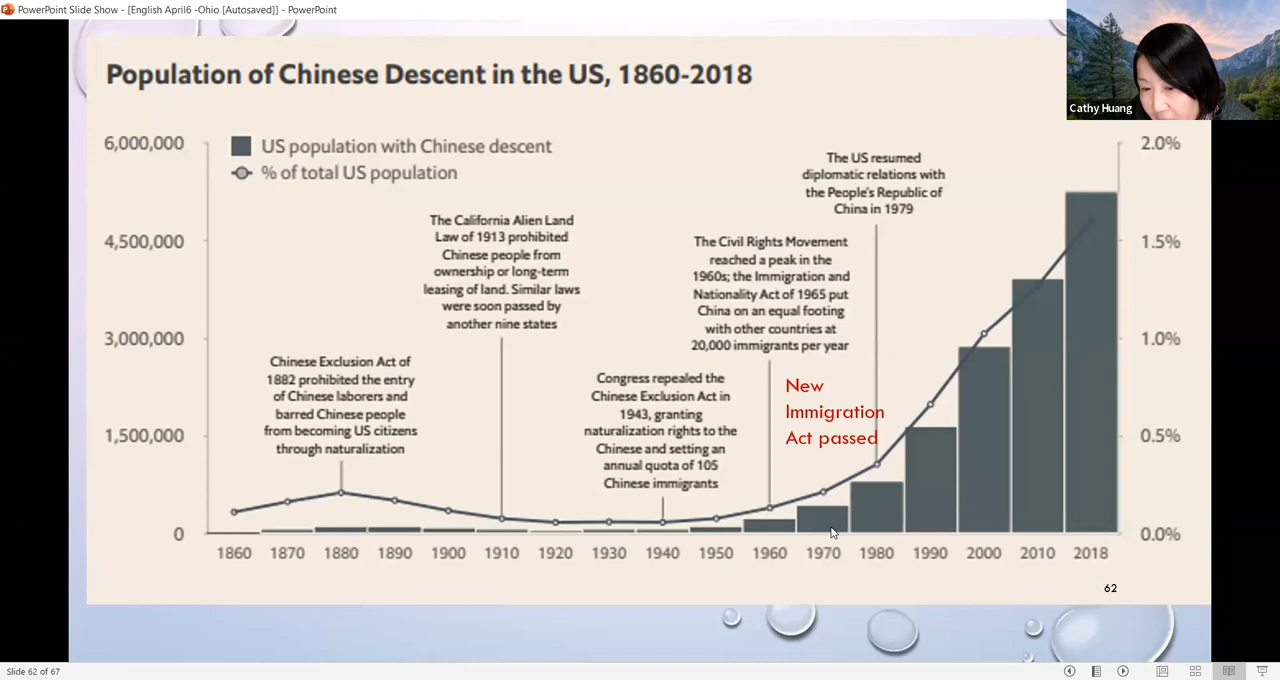 PowerPoint Slide Show - [English April6 -Ohio [Autosaved]] - PowerPoint
Cathy Huang
Population of Chinese Descent in the US, 1860-2018
US population with Chinese descent
% of total US population
6,000,000
4,500,000
3,000,000
1,500,000
0
2.0%
1.5%
1.0%
0.5%
0.0%
Chinese Exclusion Act of
1882 prohibited the entry
of Chinese laborers and
barred Chinese people
from becoming US citizens
through naturalization
The California Alien Land
Law of 1913 prohibited
Chinese people from
ownership or long-term
leasing of land. Similar laws
were soon passed by
another nine states
Congress repealed the
Chinese Exclusion Act in
1943, granting
naturalization rights to the
Chinese and setting an
annual quota of 105
Chinese immigrants
The Civil Rights Movement
reached a peak in the
1960s; the Immigration and
Nationality Act of 1965 put
China on an equal footing
with other countries at
20,000 immigrants per year
The US resumed
diplomatic relations with
the People's Republic of
China in 1979
New
Immigration
Act passed
1860 1870 1880 1890 1900 1910 1920 1930 1940 1950 1960 1970 1980 1990 2000 2010 2018
62
Slide 62 of 67